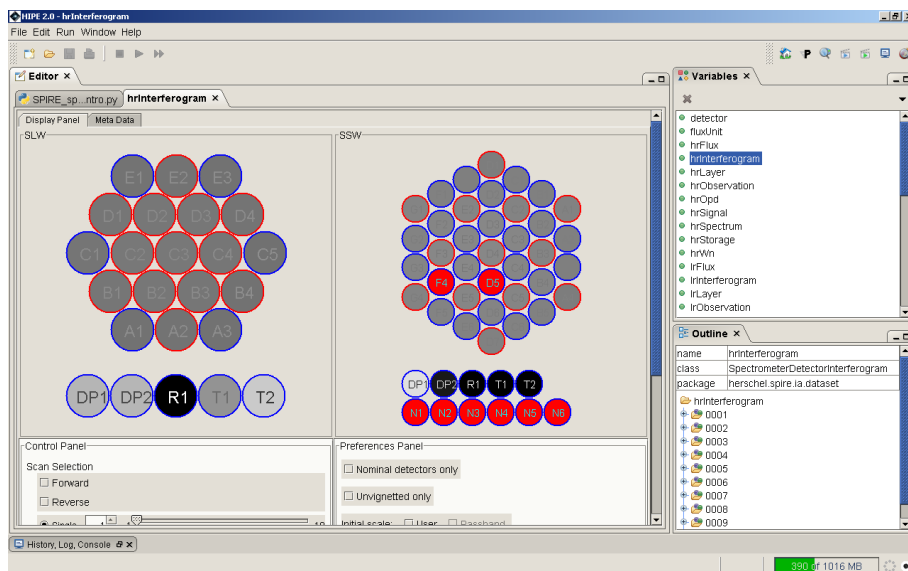 HIPE 2.0 - hrInterferogram
File Edit Run Window Help
Editor ×
Variables ×
SPIRE_sp...ntro.py hrInterferogram ×
Display Panel Meta Data
SLW
SSW
E1 E2 E3
D1 D2 D3 D4
C1 C2 C3 C4 C5
B1 B2 B3 B4
A1 A2 A3
F4 D5
DP1 DP2 R1 T1 T2
DP1 DP2 R1 T1 T2
N1 N2 N3 N4 N5 N6
Control Panel
Scan Selection
Forward
Reverse
Preferences Panel
Nominal detectors only
Unvignetted only
Initial scale: User Passband
detector
fluxUnit
hrFlux
hrInterferogram
hrLayer
hrObservation
hrOpd
hrSignal
hrSpectrum
hrStorage
hrWn
lrFlux
lrInterferogram
lrLayer
lrObservation
Outline ×
name hrInterferogram
class SpectrometerDetectorInterferogram
package herschel.spire.ia.dataset
hrInterferogram
0001
0002
0003
0004
0005
0006
0007
0008
0009
History, Log, Console
390 of 1016 MB